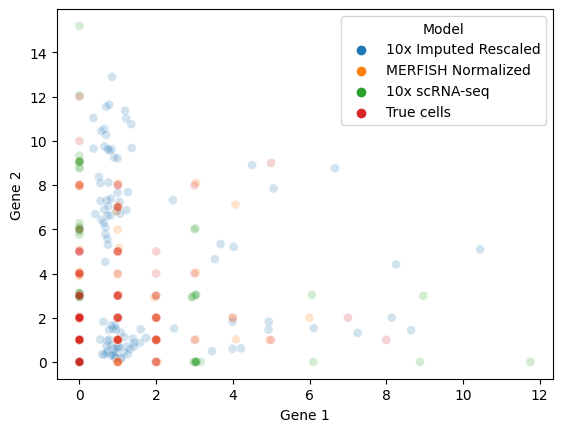 Model
10x Imputed Rescaled
MERFISH Normalized
10x scRNA-seq
True cells
14
12
10
8
6
4
2
0
Gene 2
0 2 4 6 8 10 12
Gene 1